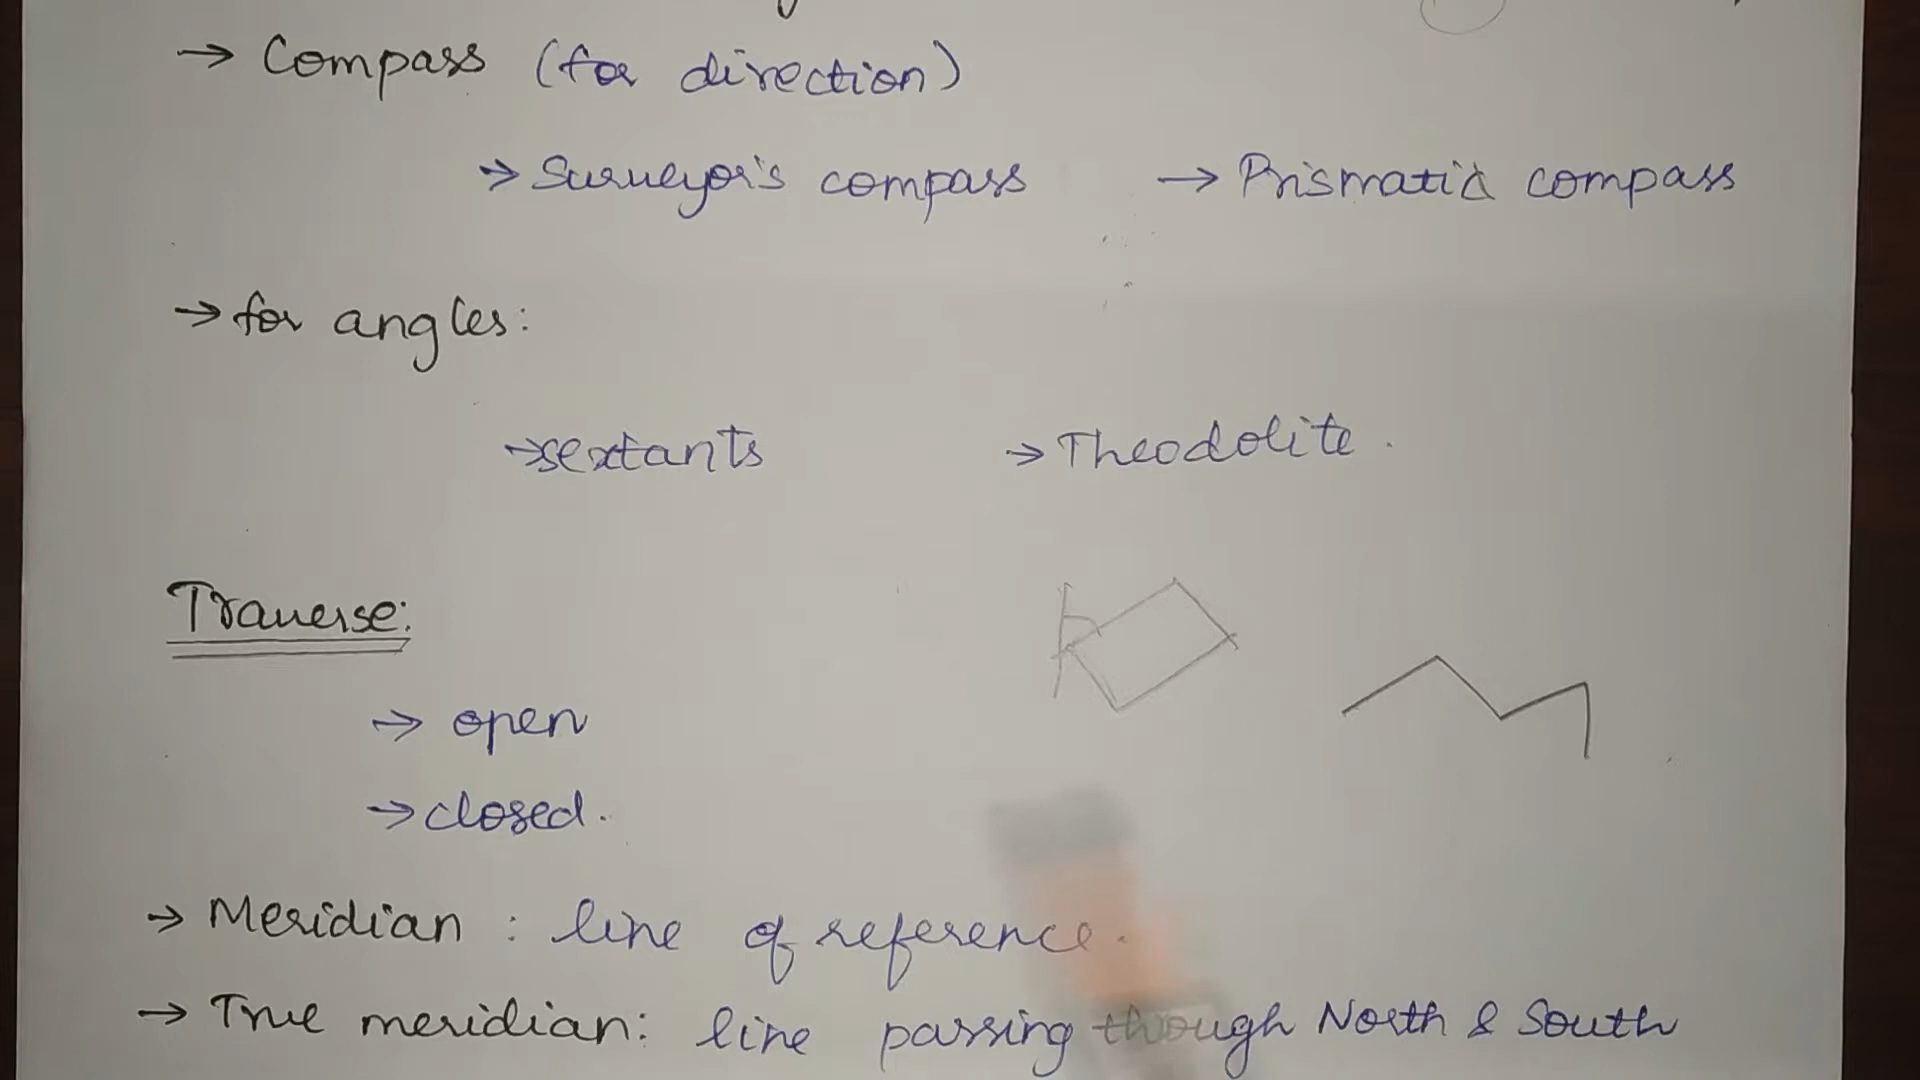 → Compass (for direction)
→ Surveyor's compass → Prismatic compass
→ for angles:
→ sextants → Theodolite.
Traverse:
→ open
→ closed.
→ Meridian : line of reference.
→ True meridian: line passing through North & South